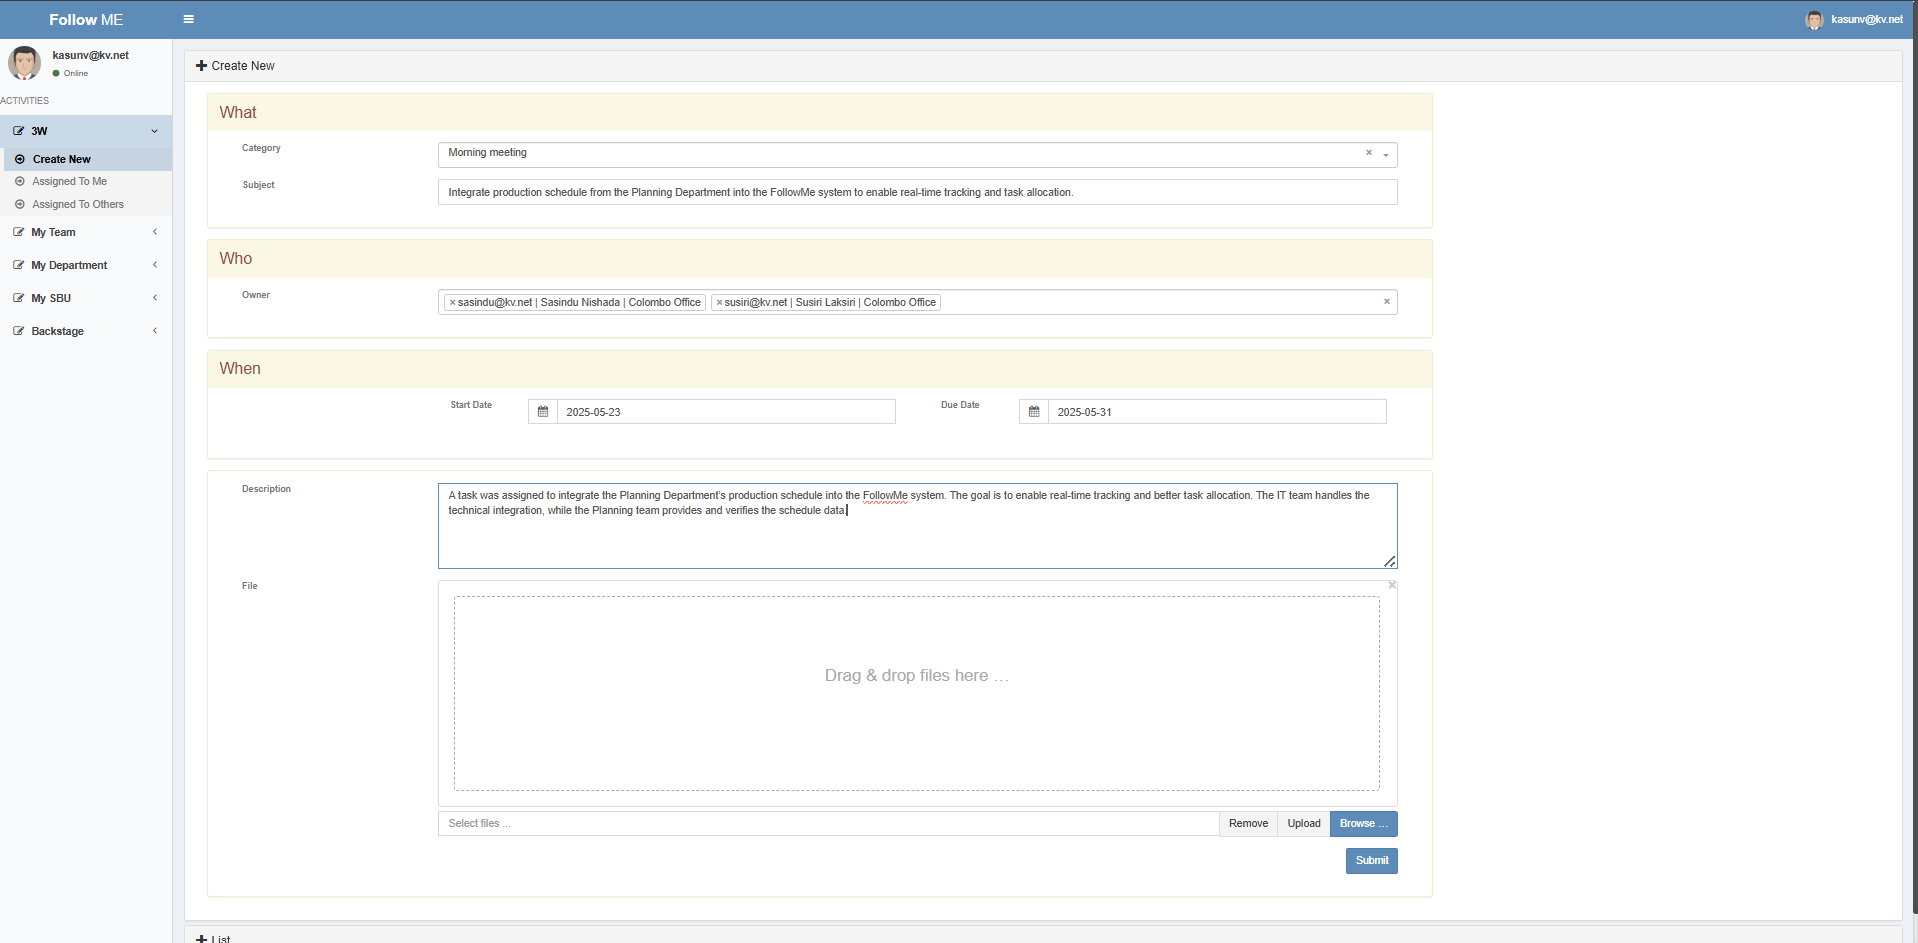 Follow ME
kasunv@kv.net
kasunv@kv.net
Online
ACTIVITIES
3W
Create New
Assigned To Me
Assigned To Others
My Team
My Department
My SBU
Backstage
Create New
What
Category
Morning meeting
Subject
Integrate production schedule from the Planning Department into the FollowMe system to enable real-time tracking and task allocation.
Who
Owner
×sasindu@kv.net | Sasindu Nishada | Colombo Office ×susiri@kv.net | Susiri Laksiri | Colombo Office
When
Start Date 2025-05-23 Due Date 2025-05-31
Description
A task was assigned to integrate the Planning Department's production schedule into the FollowMe system. The goal is to enable real-time tracking and better task allocation. The IT team handles the
technical integration, while the Planning team provides and verifies the schedule data.
File
Drag & drop files here …
Select files ...
Remove Upload Browse …
Submit
List